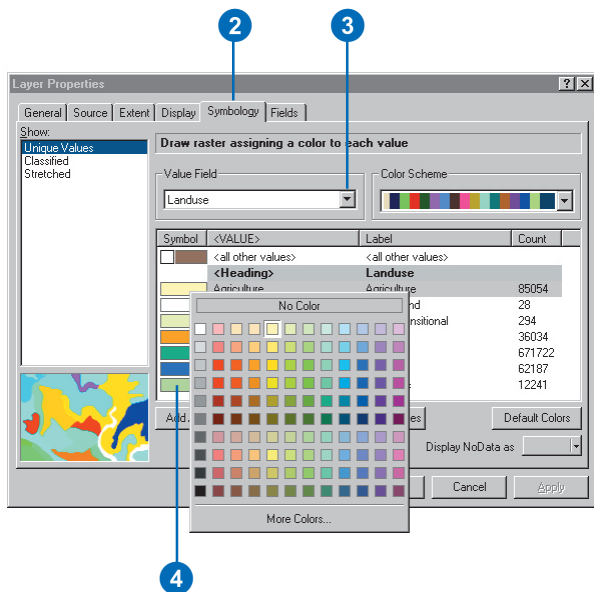 2 3
Layer Properties
General Source Extent Display Symbology Fields
Show:
Unique Values
Classified
Stretched
Draw raster assigning a color to each value
Value Field
Landuse
Color Scheme
Symbol <VALUE> Label Count
<all other values> <all other values>
<Heading> Landuse
Agriculture Agriculture 85054
28
294
36034
671722
62187
12241
No Color
More Colors...
Add
Default Colors
Display NoData as
Cancel Apply
4